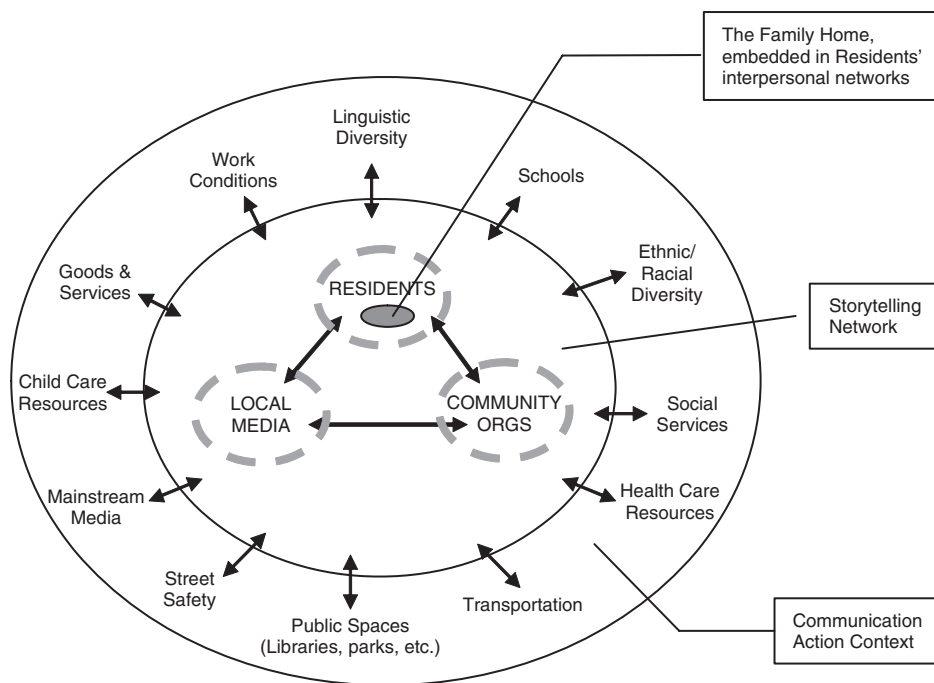 The Family Home,
embedded in Residents'
interpersonal networks
Linguistic
Diversity
Work
Conditions
Schools
Goods &
Services
Ethnic/
Racial
Diversity
RESIDENTS
Storytelling
Network
Child Care
Resources
LOCAL
MEDIA
COMMUNITY
ORGS
Social
Services
Mainstream
Media
Health Care
Resources
Street
Safety
Transportation
Public Spaces
(Libraries, parks, etc.)
Communication
Action Context